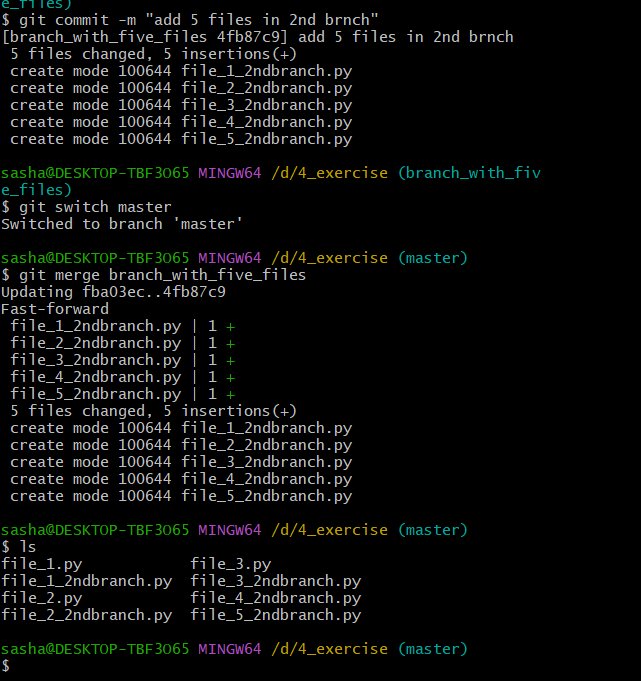 e_files)
$ git commit -m "add 5 files in 2nd brnch"
[branch_with_five_files 4fb87c9] add 5 files in 2nd brnch
 5 files changed, 5 insertions(+)
 create mode 100644 file_1_2ndbranch.py
 create mode 100644 file_2_2ndbranch.py
 create mode 100644 file_3_2ndbranch.py
 create mode 100644 file_4_2ndbranch.py
 create mode 100644 file_5_2ndbranch.py
sasha@DESKTOP-TBF3O65 MINGW64 /d/4_exercise (branch_with_fiv
e_files)
$ git switch master
Switched to branch 'master'
sasha@DESKTOP-TBF3O65 MINGW64 /d/4_exercise (master)
$ git merge branch_with_five_files
Updating fba03ec..4fb87c9
Fast-forward
 file_1_2ndbranch.py | 1 +
 file_2_2ndbranch.py | 1 +
 file_3_2ndbranch.py | 1 +
 file_4_2ndbranch.py | 1 +
 file_5_2ndbranch.py | 1 +
 5 files changed, 5 insertions(+)
 create mode 100644 file_1_2ndbranch.py
 create mode 100644 file_2_2ndbranch.py
 create mode 100644 file_3_2ndbranch.py
 create mode 100644 file_4_2ndbranch.py
 create mode 100644 file_5_2ndbranch.py
sasha@DESKTOP-TBF3O65 MINGW64 /d/4_exercise (master)
$ ls
file_1.py            file_3.py
file_1_2ndbranch.py  file_3_2ndbranch.py
file_2.py            file_4_2ndbranch.py
file_2_2ndbranch.py  file_5_2ndbranch.py
sasha@DESKTOP-TBF3O65 MINGW64 /d/4_exercise (master)
$